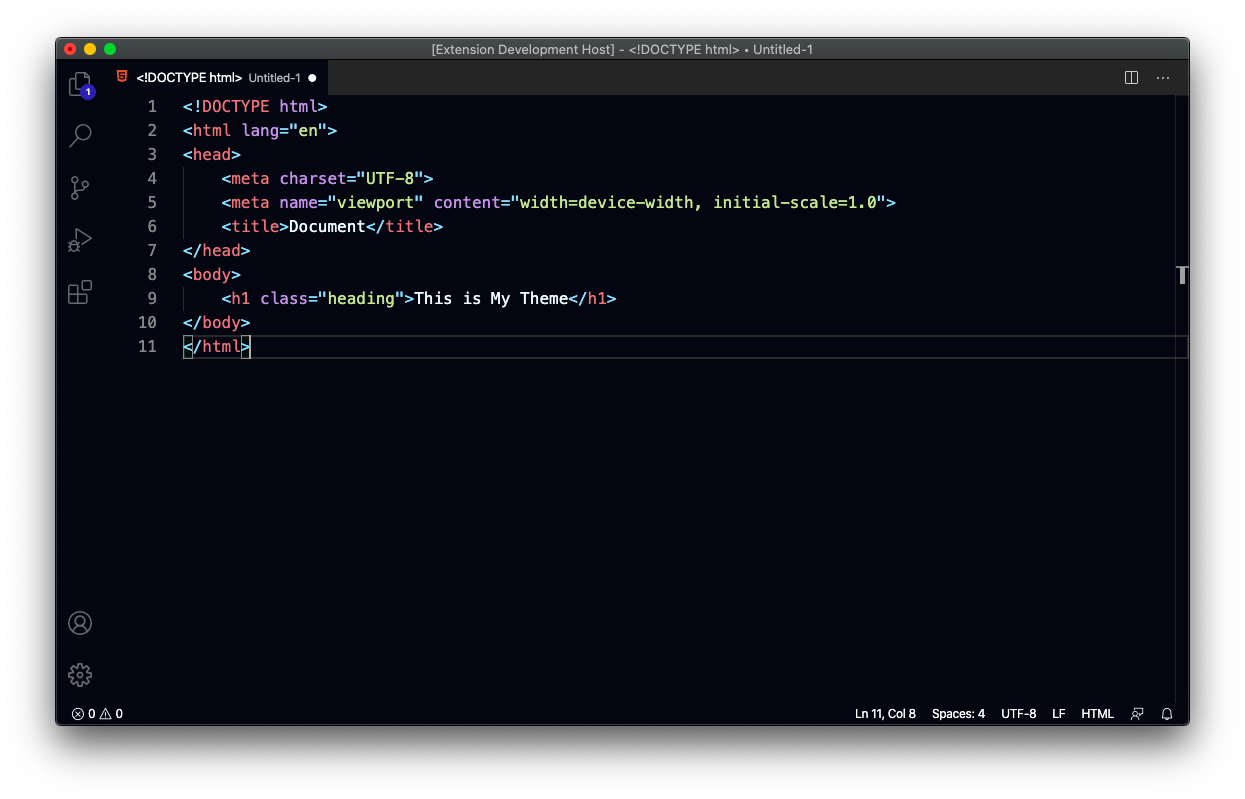 [Extension Development Host] - <!DOCTYPE html> • Untitled-1
<!DOCTYPE html> Untitled-1 ●
1
1 <!DOCTYPE html>
2 <html lang="en">
3 <head>
4     <meta charset="UTF-8">
5     <meta name="viewport" content="width=device-width, initial-scale=1.0">
6     <title>Document</title>
7 </head>
8 <body>
9     <h1 class="heading">This is My Theme</h1>
10 </body>
11 </html>
0 0 Ln 11, Col 8 Spaces: 4 UTF-8 LF HTML